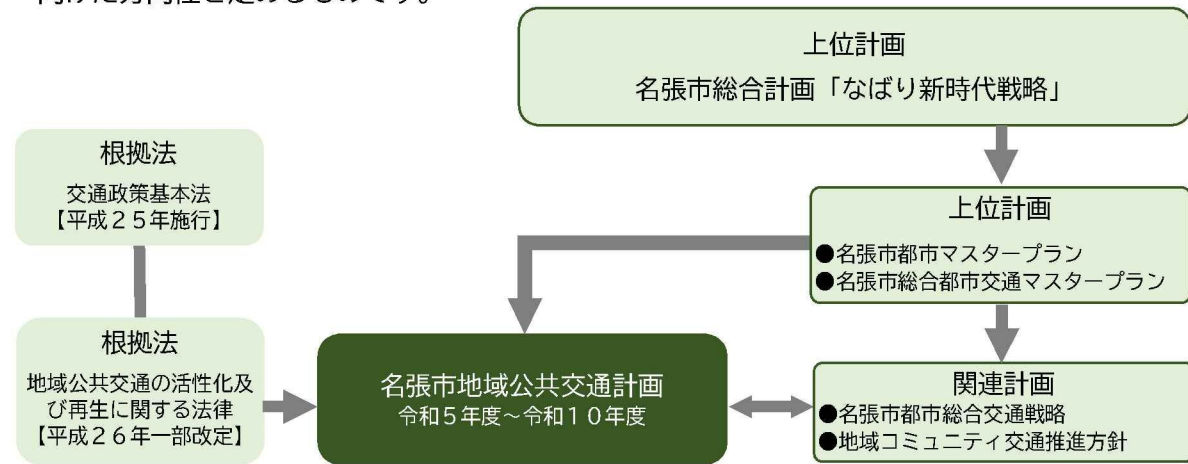 上位計画
名張市総合計画「なばり新時代戦略」
根拠法
交通政策基本法
【平成２５年施行】
上位計画
●名張市都市マスタープラン
●名張市総合都市交通マスタープラン
根拠法
地域公共交通の活性化及
び再生に関する法律
【平成２６年一部改定】
名張市地域公共交通計画
令和５年度～令和１０年度
関連計画
●名張市都市総合交通戦略
●地域コミュニティ交通推進方針